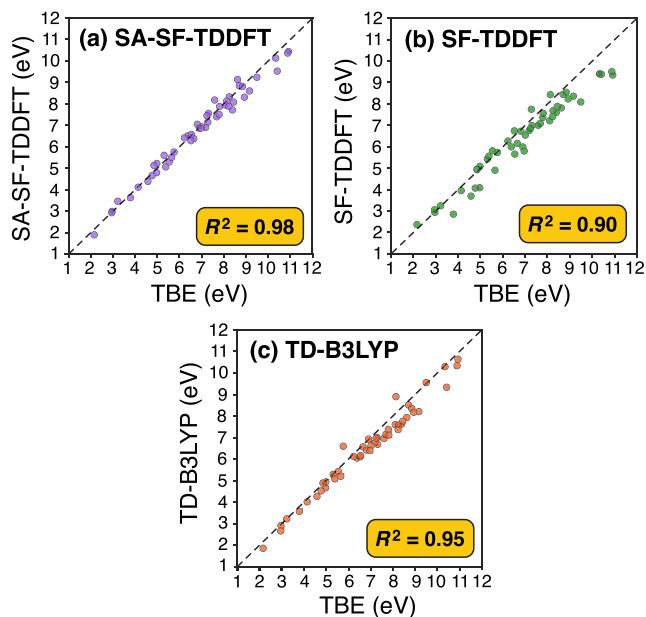 (a) SA-SF-TDDFT
SA-SF-TDDFT (eV)
12
11
10
9
8
7
6
5
4
3
2
1
R² = 0.98
1 2 3 4 5 6 7 8 9 10 11 12
TBE (eV)
(b) SF-TDDFT
SF-TDDFT (eV)
12
11
10
9
8
7
6
5
4
3
2
1
R² = 0.90
1 2 3 4 5 6 7 8 9 10 11 12
TBE (eV)
(c) TD-B3LYP
TD-B3LYP (eV)
12
11
10
9
8
7
6
5
4
3
2
1
R² = 0.95
1 2 3 4 5 6 7 8 9 10 11 12
TBE (eV)